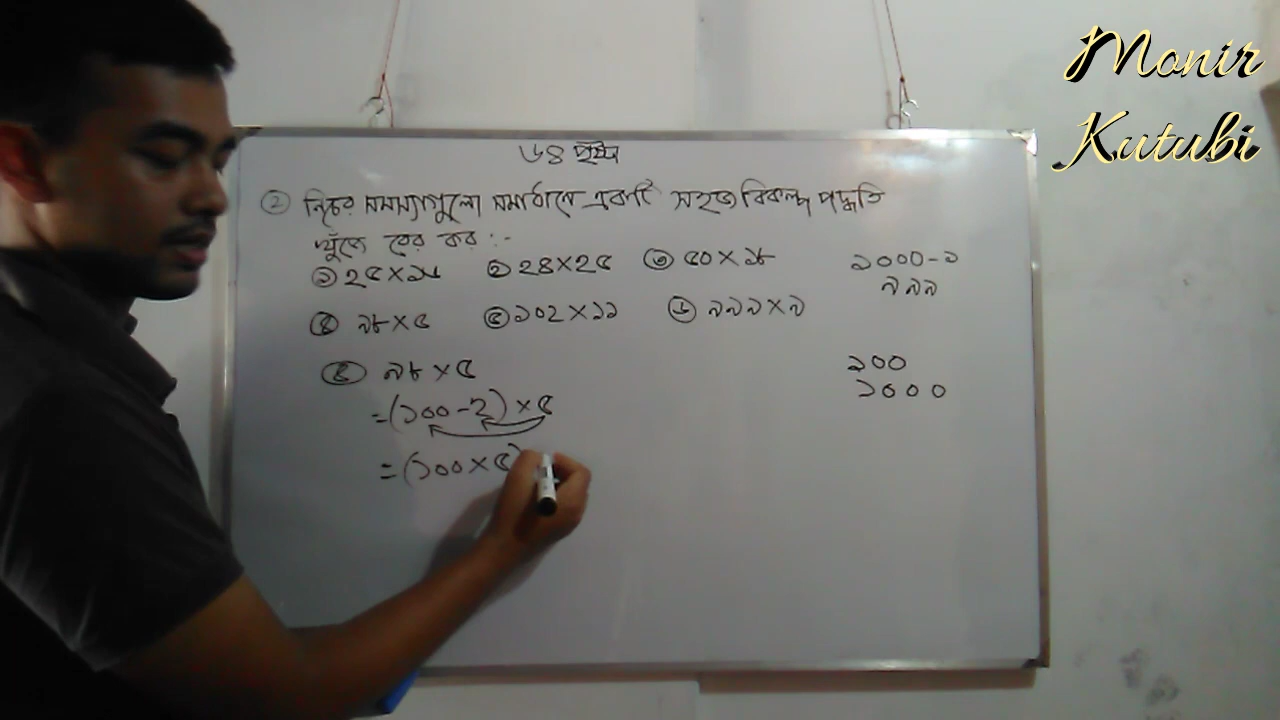 Monir
Kutubi
৬৪ পৃষ্ঠা
② নিচের সমস্যাগুলো সমাধানে একটি সহজ বিকল্প পদ্ধতি
খুঁজে বের কর :-
① ২৫×১৬ ② ২৪×২৫ ③ ৫০×১৮
④ ৯৮×৫ ⑤ ১০২×১১ ⑥ ৯৯৯×৯
১০০০-১
৯৯৯
④ ৯৮×৫
=(১০০-২)×৫
=(১০০×৫)
১০০
১০০০